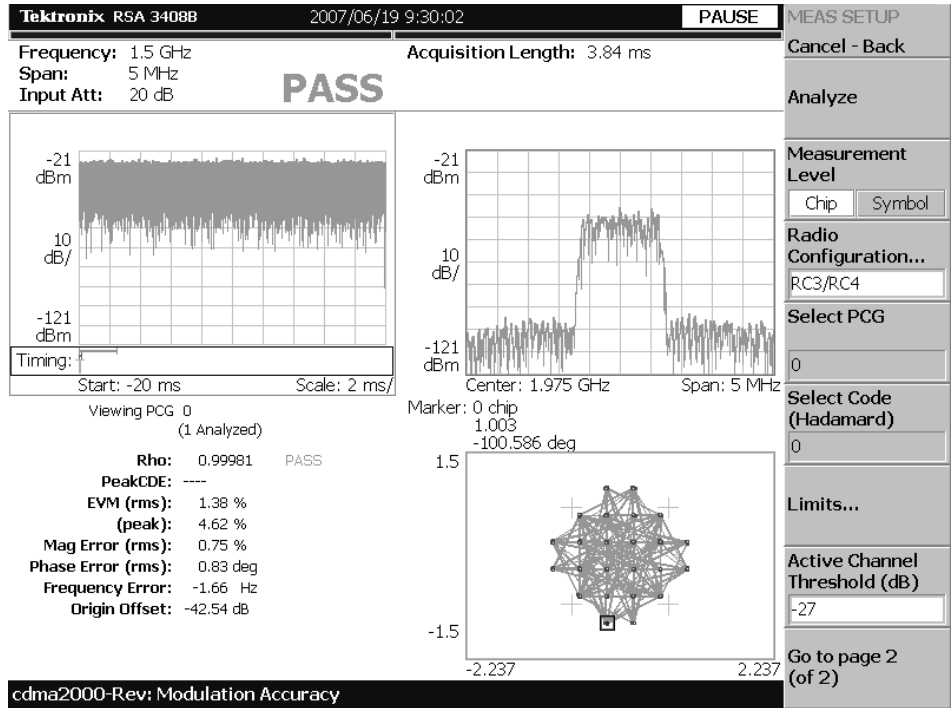 Tektronix RSA 3408B 2007/06/19 9:30:02 PAUSE
Frequency: 1.5 GHz
Span: 5 MHz
Input Att: 20 dB
PASS
Acquisition Length: 3.84 ms
-21
dBm
10
dB/
-121
dBm
Timing:
Start: -20 ms Scale: 2 ms/
-21
dBm
10
dB/
-121
dBm
Center: 1.975 GHz Span: 5 MHz
Viewing PCG 0
(1 Analyzed)
Rho: 0.99981 PASS
PeakCDE: ----
EVM (rms): 1.38 %
(peak): 4.62 %
Mag Error (rms): 0.75 %
Phase Error (rms): 0.83 deg
Frequency Error: -1.66 Hz
Origin Offset: -42.54 dB
Marker: 0 chip
1.003
-100.586 deg
1.5
-1.5
-2.237 2.237
cdma2000-Rev: Modulation Accuracy
MEAS SETUP
Cancel - Back
Analyze
Measurement
Level
Chip Symbol
Radio
Configuration...
RC3/RC4
Select PCG
0
Select Code
(Hadamard)
0
Limits...
Active Channel
Threshold (dB)
-27
Go to page 2
(of 2)